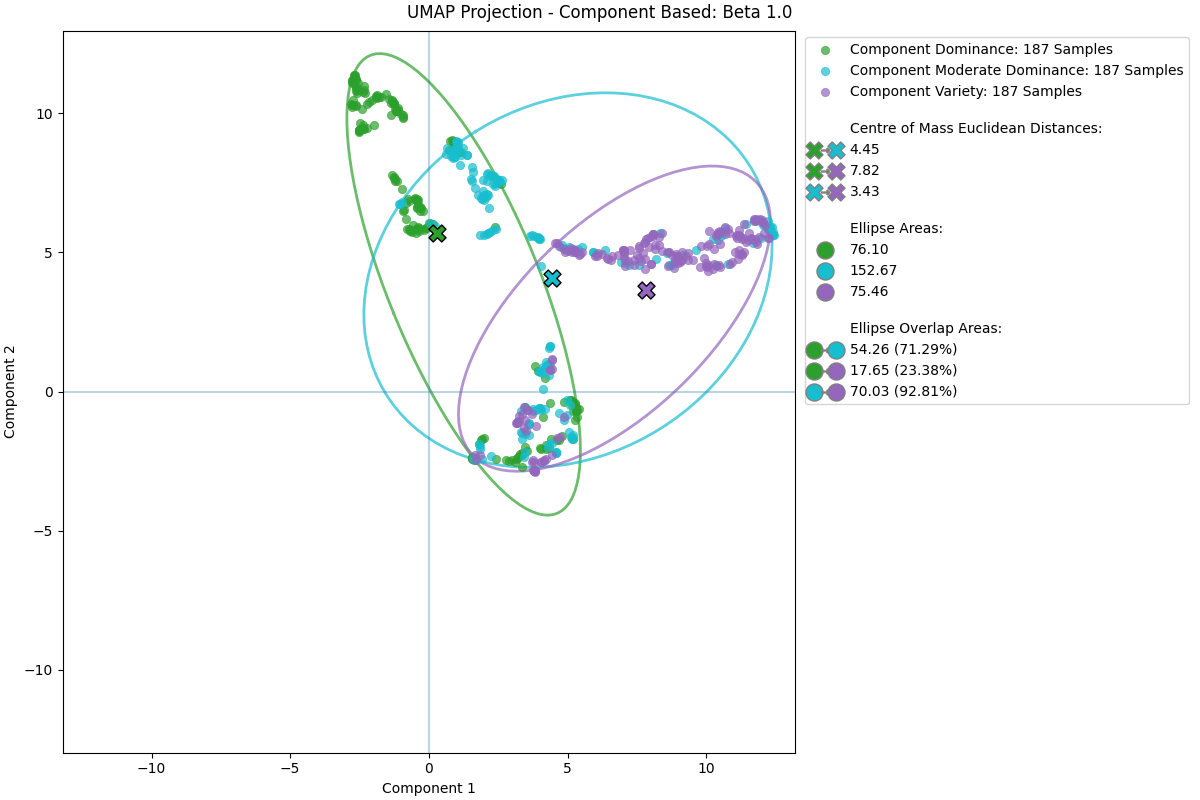 UMAP Projection - Component Based: Beta 1.0
Component Dominance: 187 Samples
Component Moderate Dominance: 187 Samples
Component Variety: 187 Samples
Centre of Mass Euclidean Distances:
4.45
7.82
3.43
Ellipse Areas:
76.10
152.67
75.46
Ellipse Overlap Areas:
54.26 (71.29%)
17.65 (23.38%)
70.03 (92.81%)
Component 2
10
5
0
−5
−10
−10
−5
0
5
10
Component 1